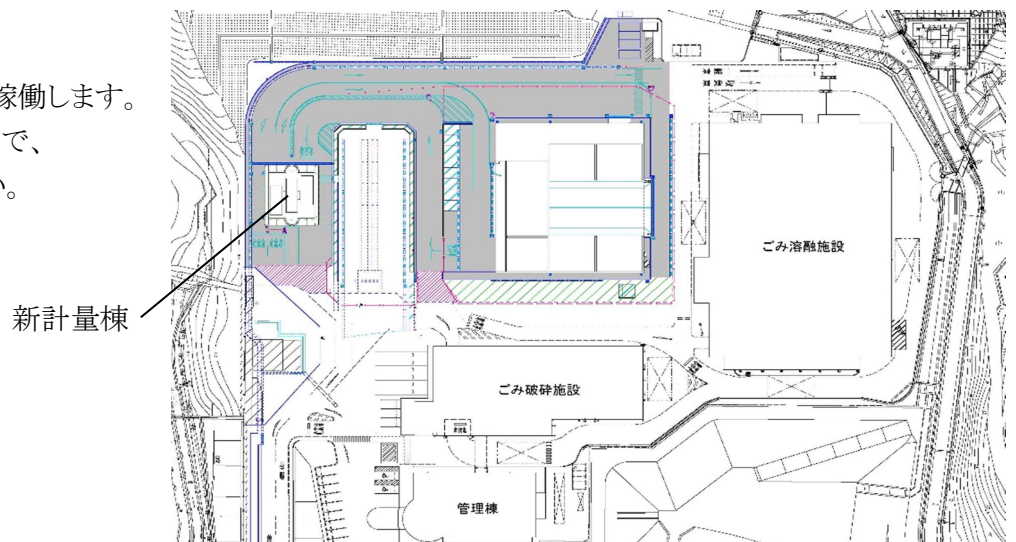 稼働します。
で、
い。
新計量棟
ごみ溶融施設
ごみ破砕施設
管理棟